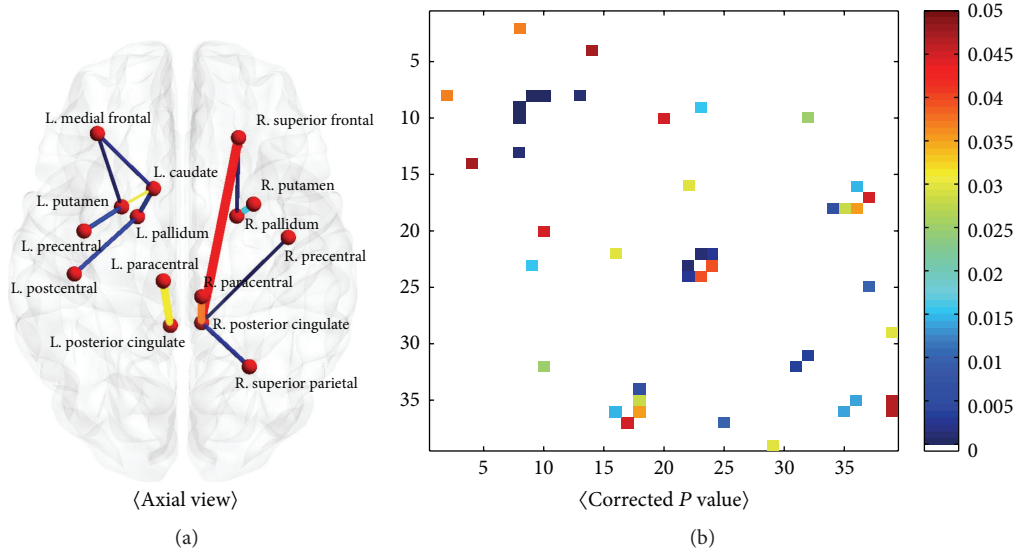 L. medial frontal
R. superior frontal
L. caudate
R. putamen
L. putamen
R. pallidum
L. precentral
L. pallidum
R. precentral
L. paracentral
L. postcentral
R. paracentral
R. posterior cingulate
L. posterior cingulate
R. superior parietal
⟨Axial view⟩
(a)
5
10
15
20
25
30
35
5
10
15
20
25
30
35
⟨Corrected P value⟩
(b)
0.05
0.045
0.04
0.035
0.03
0.025
0.02
0.015
0.01
0.005
0